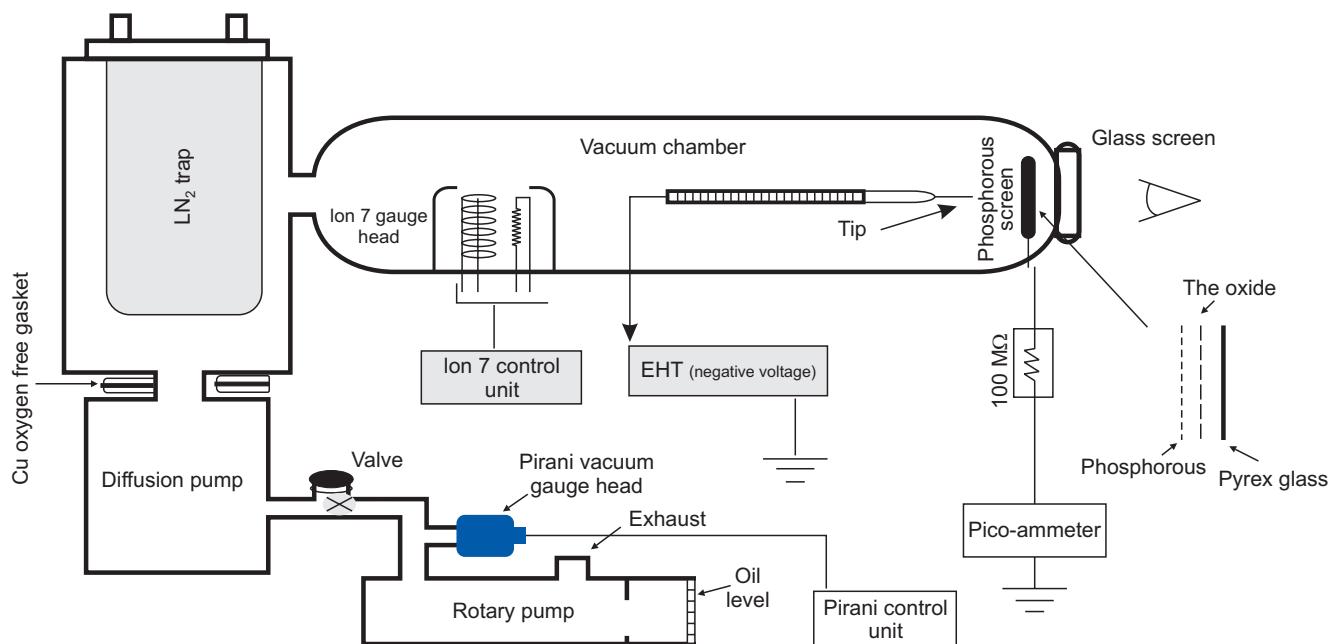 LN2 trap
Vacuum chamber
Glass screen
Ion 7 gauge
head
Tip
Phosphorous
screen
The oxide
Cu oxygen free gasket
Ion 7 control
unit
EHT (negative voltage)
100 MΩ
Phosphorous
Pyrex glass
Diffusion pump
Valve
Pirani vacuum
gauge head
Exhaust
Pico-ammeter
Rotary pump
Oil
level
Pirani control
unit